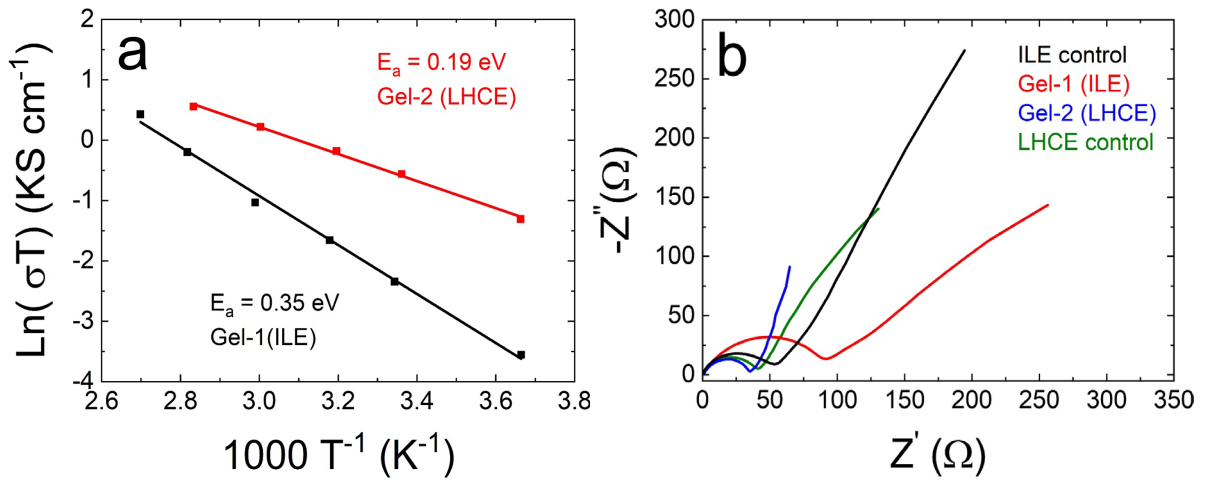 a
Ln( σT) (KS cm⁻¹)
2
1
0
-1
-2
-3
-4
Eₐ = 0.19 eV
Gel-2 (LHCE)
Eₐ = 0.35 eV
Gel-1(ILE)
2.6 2.8 3.0 3.2 3.4 3.6 3.8
1000 T⁻¹ (K⁻¹)
b
-Z"(Ω)
300
250
200
150
100
50
0
ILE control
Gel-1 (ILE)
Gel-2 (LHCE)
LHCE control
0 50 100 150 200 250 300 350
Z' (Ω)